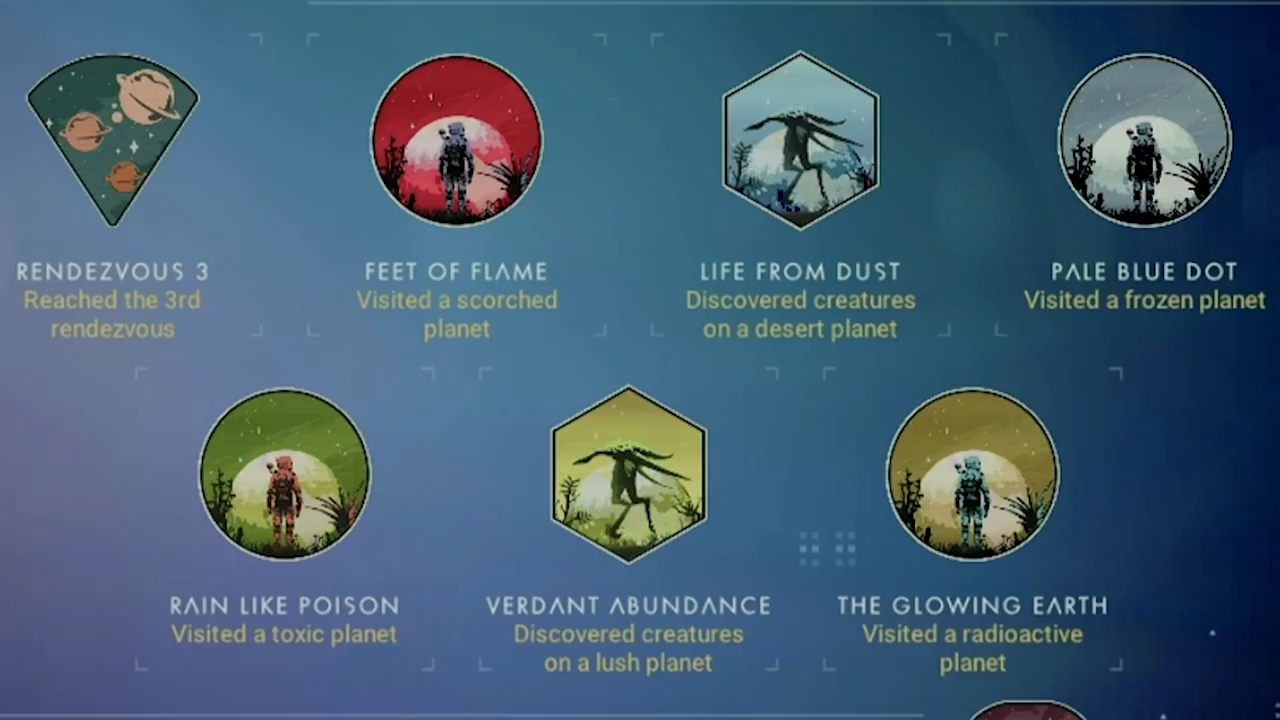 RENDEZVOUS 3
Reached the 3rd
rendezvous
FEET OF FLAME
Visited a scorched
planet
LIFE FROM DUST
Discovered creatures
on a desert planet
PALE BLUE DOT
Visited a frozen planet
RAIN LIKE POISON
Visited a toxic planet
VERDANT ABUNDANCE
Discovered creatures
on a lush planet
THE GLOWING EARTH
Visited a radioactive
planet